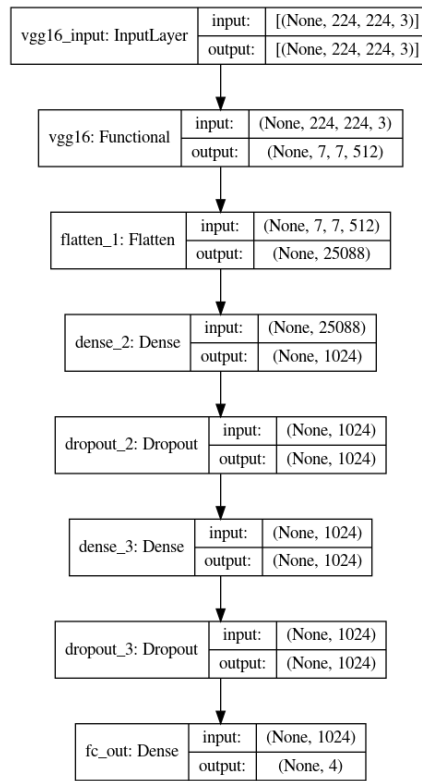 vgg16_input: InputLayer
input: [(None, 224, 224, 3)]
output: [(None, 224, 224, 3)]
vgg16: Functional
input: (None, 224, 224, 3)
output: (None, 7, 7, 512)
flatten_1: Flatten
input: (None, 7, 7, 512)
output: (None, 25088)
dense_2: Dense
input: (None, 25088)
output: (None, 1024)
dropout_2: Dropout
input: (None, 1024)
output: (None, 1024)
dense_3: Dense
input: (None, 1024)
output: (None, 1024)
dropout_3: Dropout
input: (None, 1024)
output: (None, 1024)
fc_out: Dense
input: (None, 1024)
output: (None, 4)